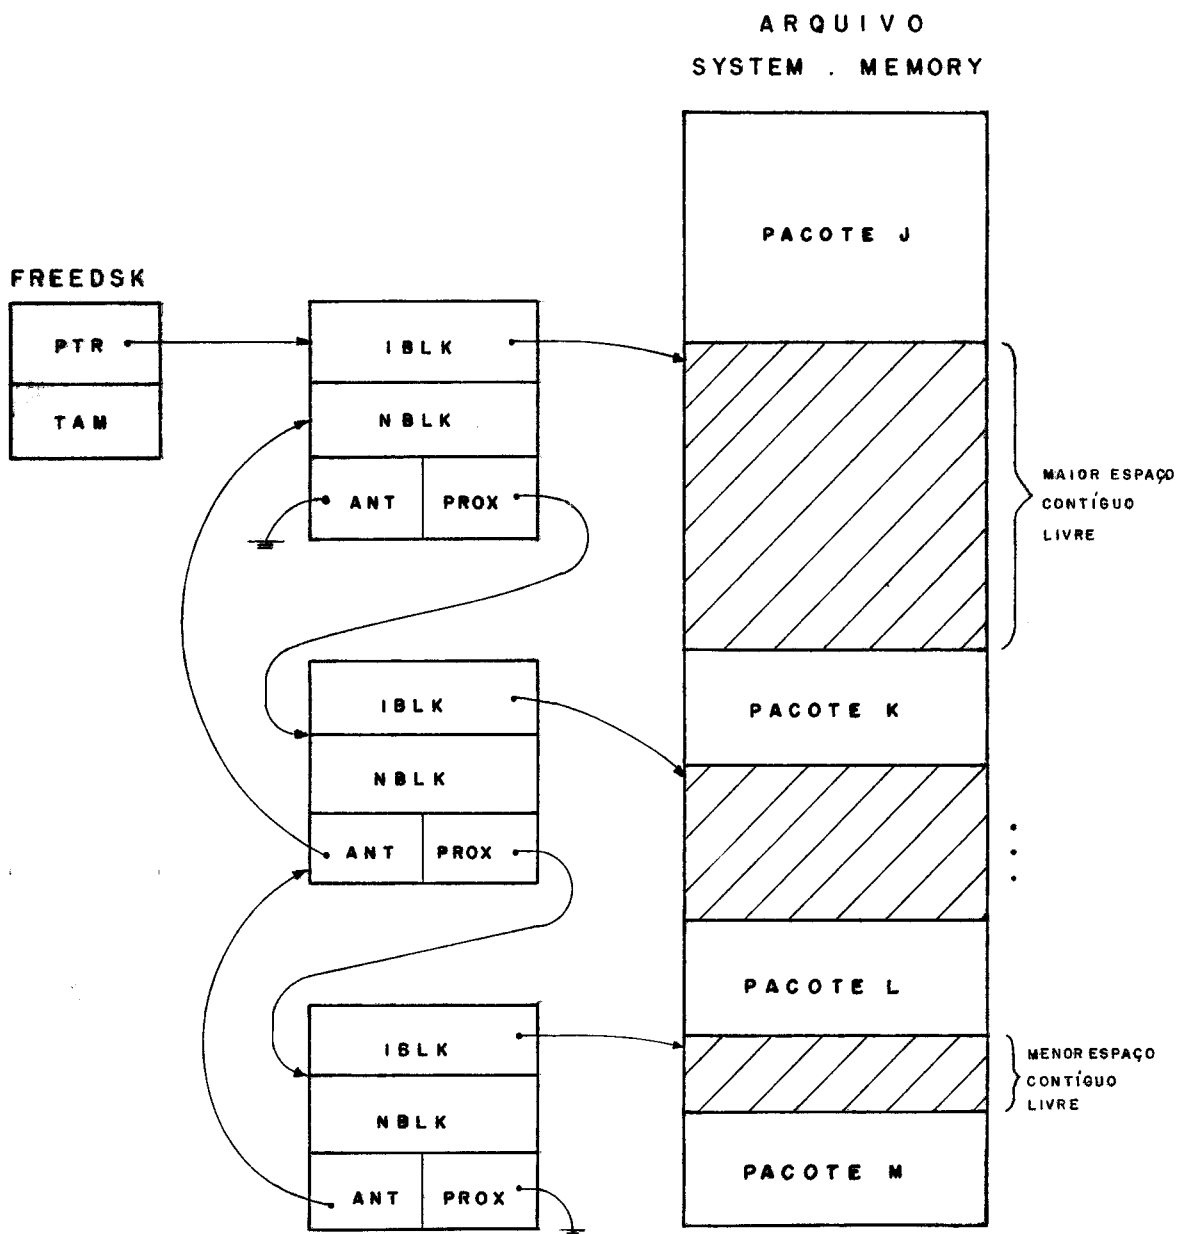 ARQUIVO
SYSTEM . MEMORY
PACOTE J
FREEDSK
PTR
TAM
IBLK
NBLK
ANT
PROX
MAIOR ESPAÇO
CONTÍGUO
LIVRE
IBLK
NBLK
ANT
PROX
PACOTE K
PACOTE L
IBLK
NBLK
ANT
PROX
MENOR ESPAÇO
CONTÍGUO
LIVRE
PACOTE M